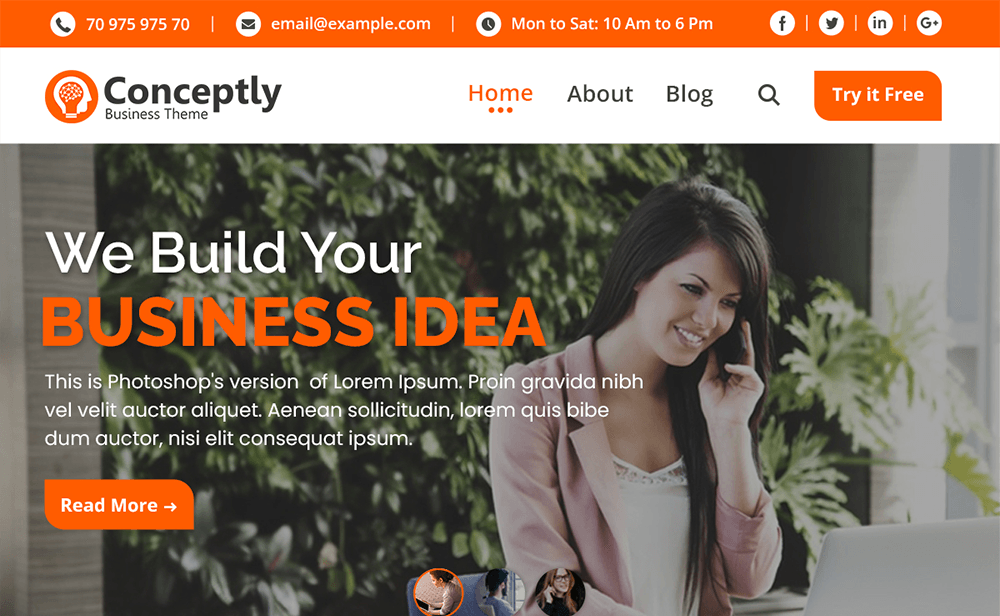 70 975 975 70 | email@example.com | Mon to Sat: 10 Am to 6 Pm f | in | G+
Conceptly
Business Theme
Home About Blog Try it Free
We Build Your
BUSINESS IDEA
This is Photoshop's version  of Lorem Ipsum. Proin gravida nibh
vel velit auctor aliquet. Aenean sollicitudin, lorem quis bibe
dum auctor, nisi elit consequat ipsum.
Read More →